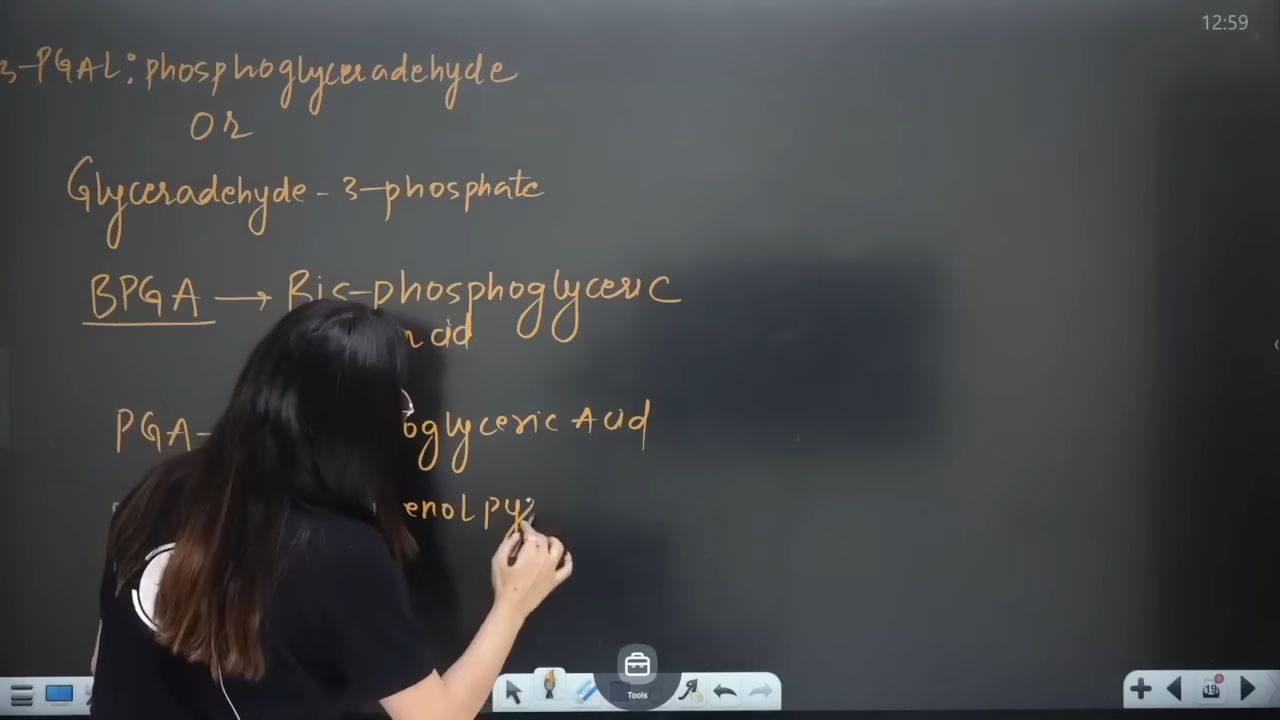 12:59
3-PGAL: phosphoglyceradehyde
Or
Glyceradehyde - 3-phosphate
BPGA → Bis-phosphoglyceric
Acid
PGA- oglyceric Acid
enol py
Tools
19